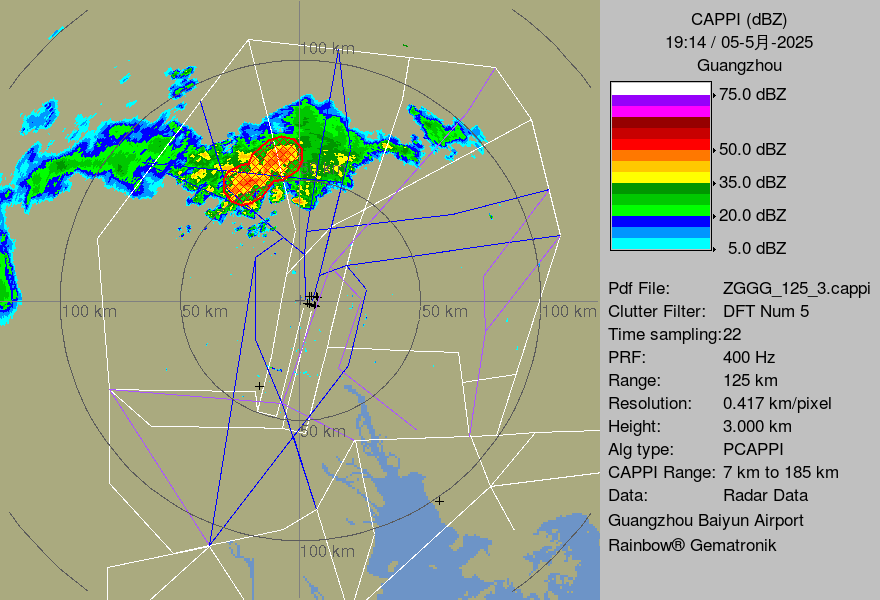 CAPPI (dBZ)
19:14 / 05-5月-2025
Guangzhou
75.0 dBZ
50.0 dBZ
35.0 dBZ
20.0 dBZ
5.0 dBZ
Pdf File: ZGGG_125_3.cappi
Clutter Filter: DFT Num 5
Time sampling:22
PRF: 400 Hz
Range: 125 km
Resolution: 0.417 km/pixel
Height: 3.000 km
Alg type: PCAPPI
CAPPI Range: 7 km to 185 km
Data: Radar Data
Guangzhou Baiyun Airport
Rainbow® Gematronik
100 km
100 km
50 km
50 km
100 km
50 km
100 km